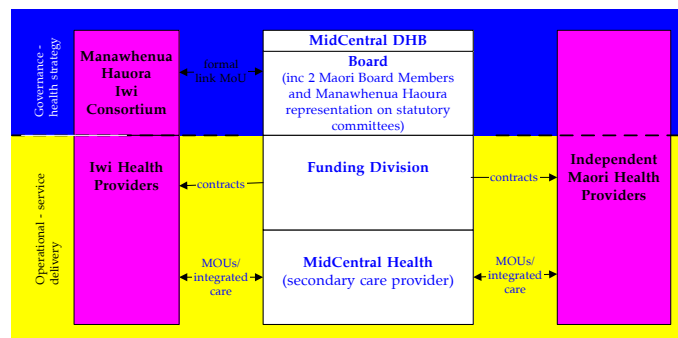 Governance -
health strategy
Manawhenua
Hauora
Iwi
Consortium
formal
link MoU
MidCentral DHB
Board
(inc 2 Maori Board Members
and Manawhenua Haoura
representation on statutory
committees)
Operational - service
delivery
Iwi Health
Providers
contracts
Funding Division
contracts
Independent
Maori Health
Providers
MOUs/
integrated
care
MidCentral Health
(secondary care provider)
MOUs/
integrated
care